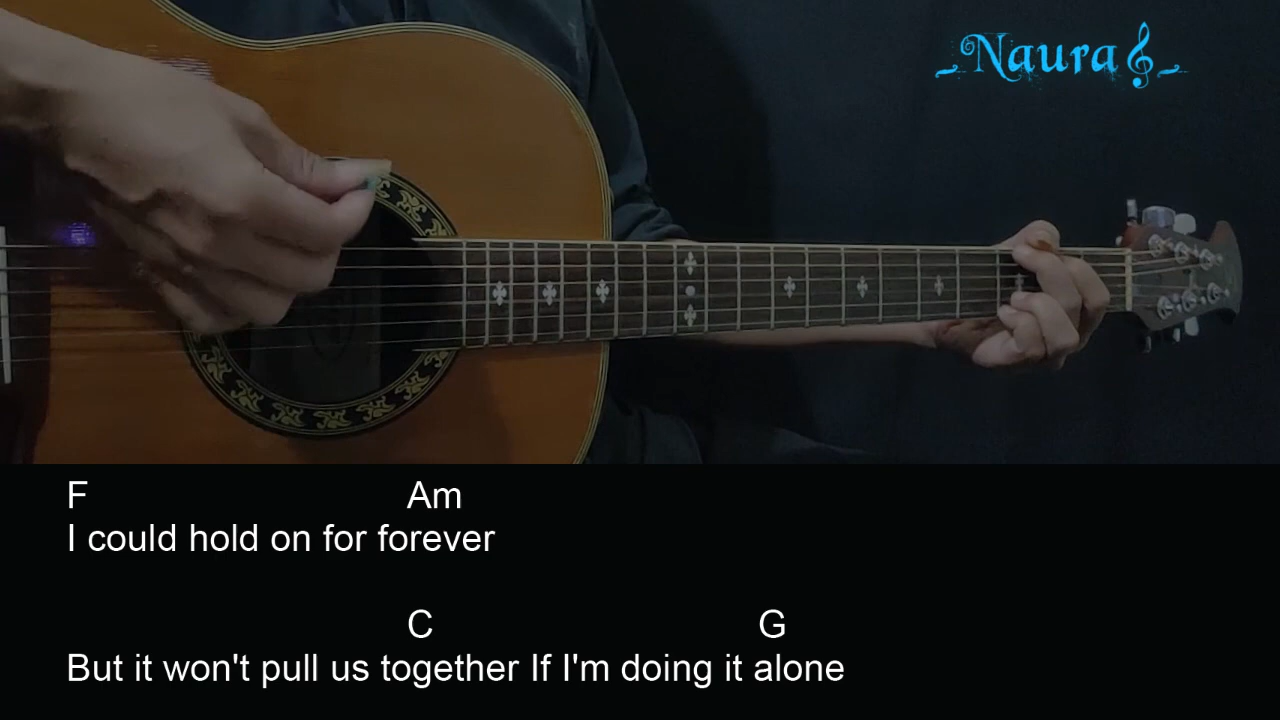 Naura
F Am
I could hold on for forever
C G
But it won't pull us together If I'm doing it alone